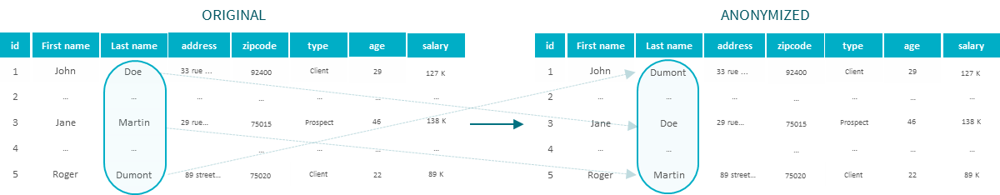 ORIGINAL ANONYMIZED
id First name Last name address zipcode type age salary id First name Last name address zipcode type age salary
1 John Doe 33 rue ... 92400 Client 29 127 K 1 John Dumont 33 rue ... 92400 Client 29 127 K
2 ... ... ... ... ... ... ... 2 ... ... ... ... ... ... ...
3 Jane Martin 29 rue... 75015 Prospect 46 138 K 3 Jane Doe 29 rue... 75015 Prospect 46 138 K
4 ... ... ... ... ... ... 4 ... ... ... ... ... ...
5 Roger Dumont 89 street... 75020 Client 22 89 K 5 Roger Martin 89 street... 75020 Client 22 89 K